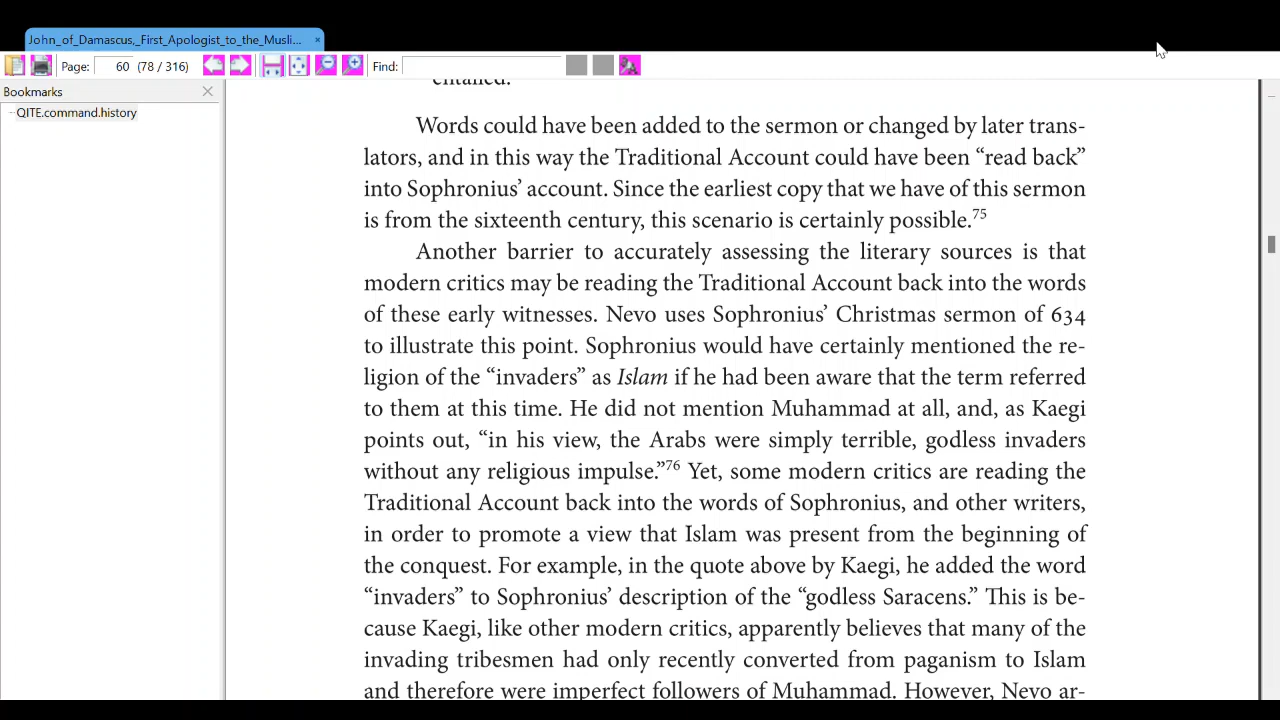 John_of_Damascus,_First_Apologist_to_the_Musli...
Page: 60 (78 / 316) Find:
Bookmarks
QITE.command.history
entailed.
Words could have been added to the sermon or changed by later trans-
lators, and in this way the Traditional Account could have been “read back”
into Sophronius’ account. Since the earliest copy that we have of this sermon
is from the sixteenth century, this scenario is certainly possible.75
Another barrier to accurately assessing the literary sources is that
modern critics may be reading the Traditional Account back into the words
of these early witnesses. Nevo uses Sophronius’ Christmas sermon of 634
to illustrate this point. Sophronius would have certainly mentioned the re-
ligion of the “invaders” as Islam if he had been aware that the term referred
to them at this time. He did not mention Muhammad at all, and, as Kaegi
points out, “in his view, the Arabs were simply terrible, godless invaders
without any religious impulse.”76 Yet, some modern critics are reading the
Traditional Account back into the words of Sophronius, and other writers,
in order to promote a view that Islam was present from the beginning of
the conquest. For example, in the quote above by Kaegi, he added the word
“invaders” to Sophronius’ description of the “godless Saracens.” This is be-
cause Kaegi, like other modern critics, apparently believes that many of the
invading tribesmen had only recently converted from paganism to Islam
and therefore were imperfect followers of Muhammad. However, Nevo ar-